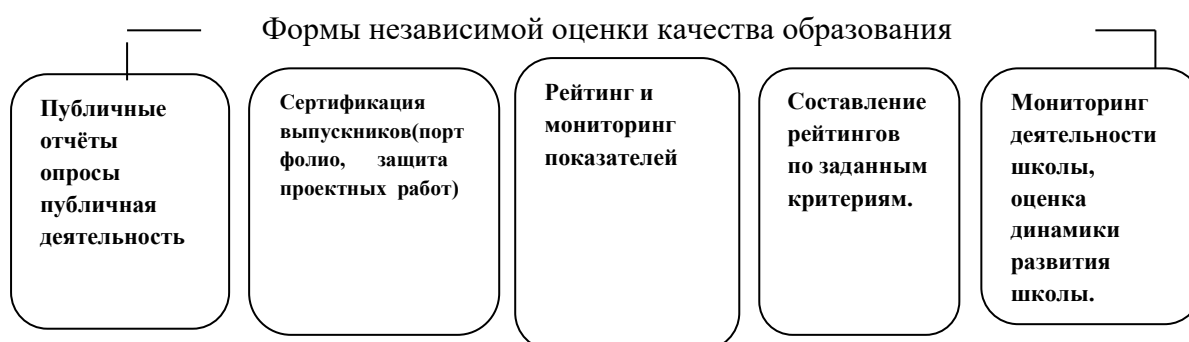 Формы независимой оценки качества образования
Публичные
отчёты
опросы
публичная
деятельность
Сертификация
выпускников(порт
фолио, защита
проектных работ)
Рейтинг и
мониторинг
показателей
Составление
рейтингов
по заданным
критериям.
Мониторинг
деятельности
школы,
оценка
динамики
развития
школы.